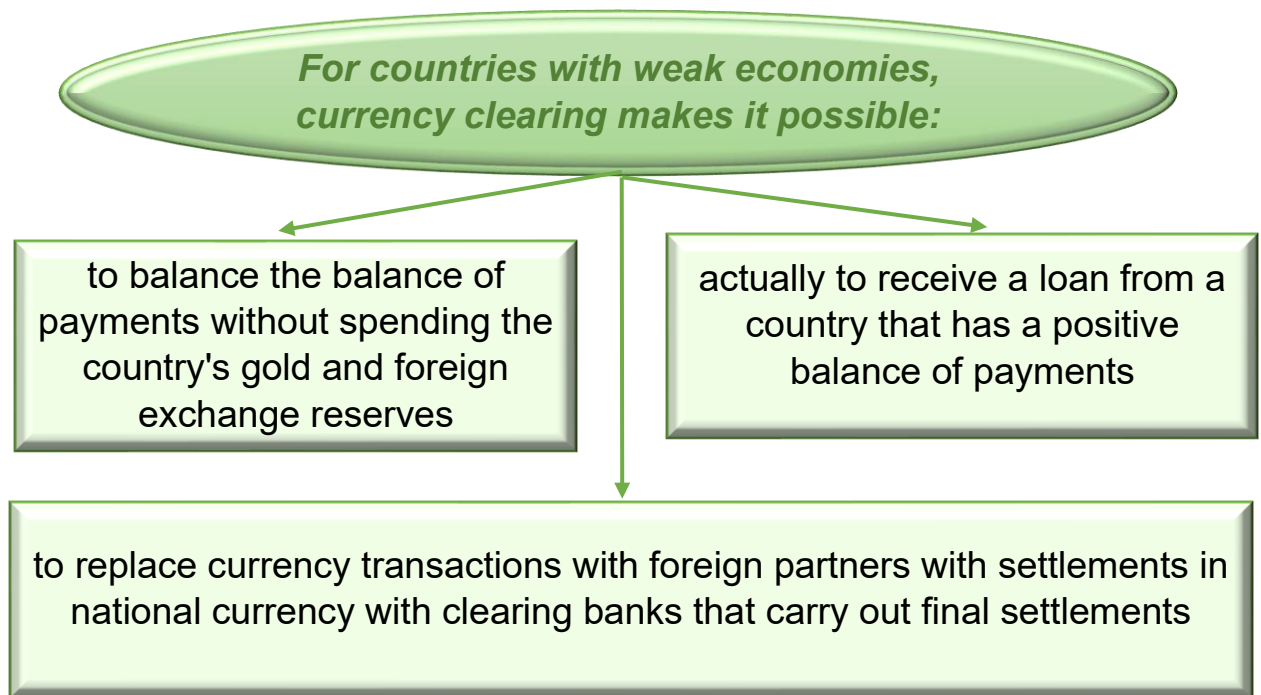 For countries with weak economies,
currency clearing makes it possible:
to balance the balance of
payments without spending the
country's gold and foreign
exchange reserves
actually to receive a loan from a
country that has a positive
balance of payments
to replace currency transactions with foreign partners with settlements in
national currency with clearing banks that carry out final settlements